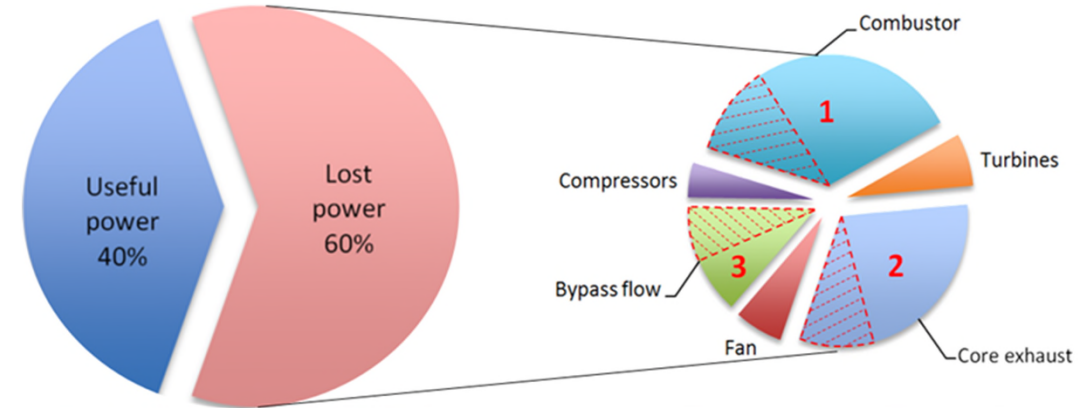 Useful
power
40%
Lost
power
60%
Combustor
1
Turbines
Compressors
2
3
Bypass flow
Fan
Core exhaust